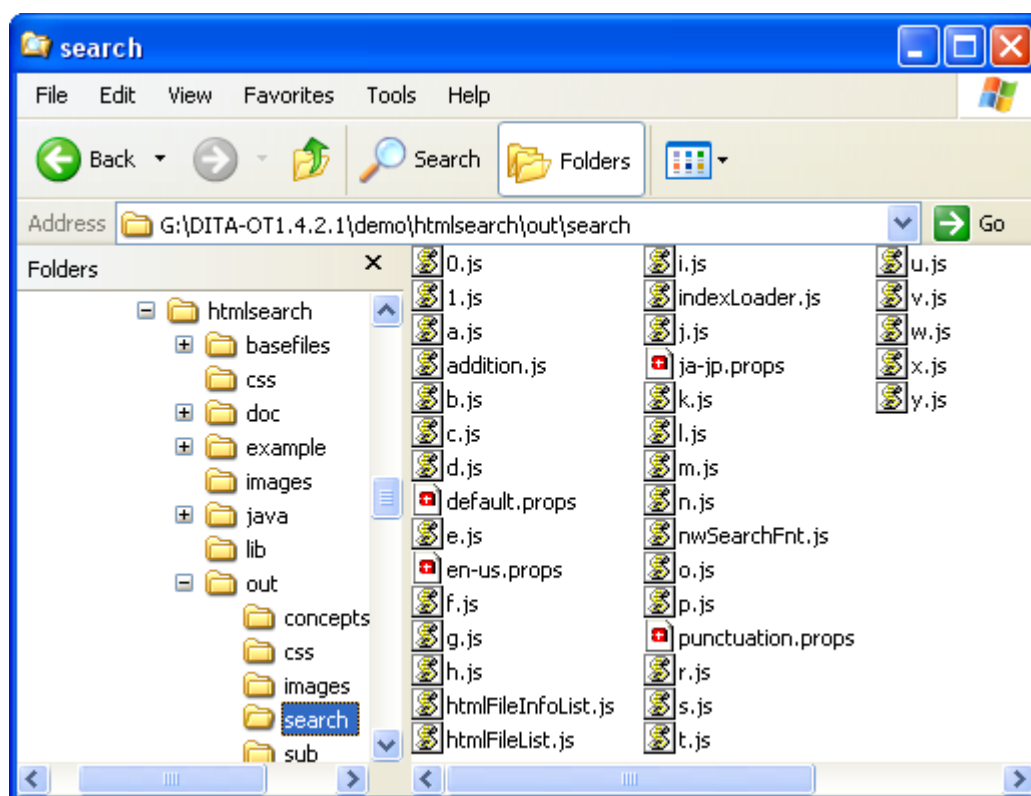 search
File Edit View Favorites Tools Help
Back Search Folders
Address G:\DITA-OT1.4.2.1\demo\htmlsearch\out\search Go
Folders
htmlsearch
basefiles
css
doc
example
images
java
lib
out
concepts
css
images
search
sub
0.js
1.js
a.js
addition.js
b.js
c.js
d.js
default.props
e.js
en-us.props
f.js
g.js
h.js
htmlFileInfoList.js
htmlFileList.js
i.js
indexLoader.js
j.js
ja-jp.props
k.js
l.js
m.js
n.js
nwSearchFnt.js
o.js
p.js
punctuation.props
r.js
s.js
t.js
u.js
v.js
w.js
x.js
y.js